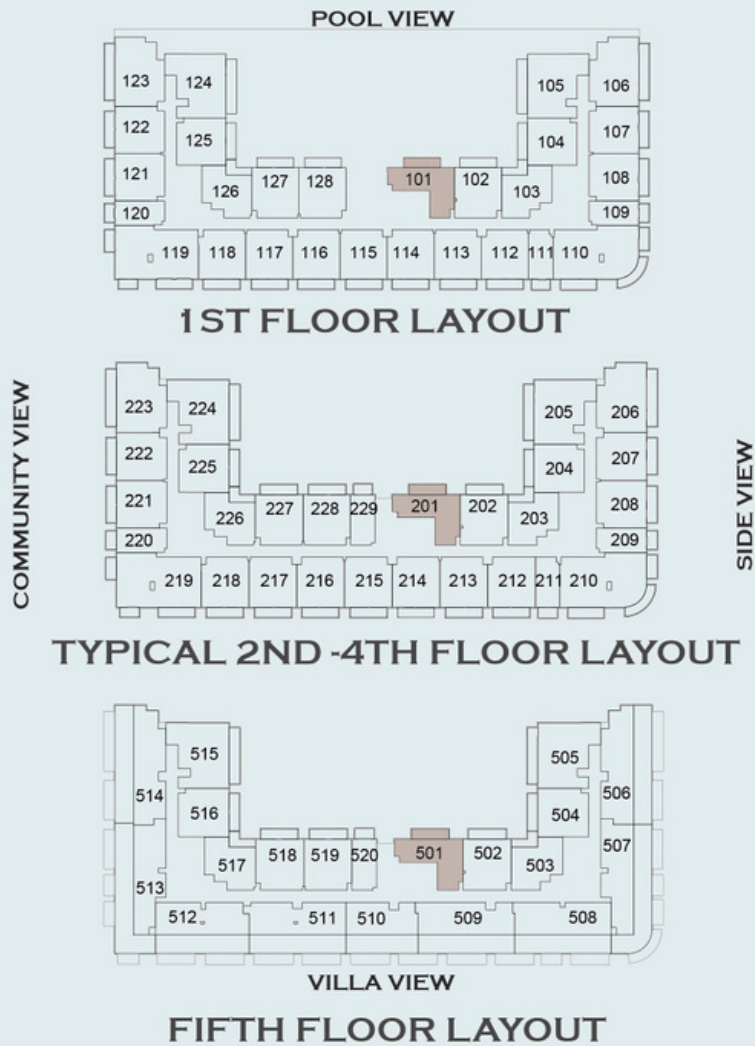 POOL VIEW
123 124 105 106
122 125 104 107
121 126 127 128 101 102 103 108
120 109
119 118 117 116 115 114 113 112 111 110
1ST FLOOR LAYOUT
COMMUNITY VIEW
SIDE VIEW
223 224 205 206
222 225 204 207
221 226 227 228 229 201 202 203 208
220 209
219 218 217 216 215 214 213 212 211 210
TYPICAL 2ND -4TH FLOOR LAYOUT
515 505
514 516 504 506
513 517 518 519 520 501 502 503 507
512 511 510 509 508
VILLA VIEW
FIFTH FLOOR LAYOUT